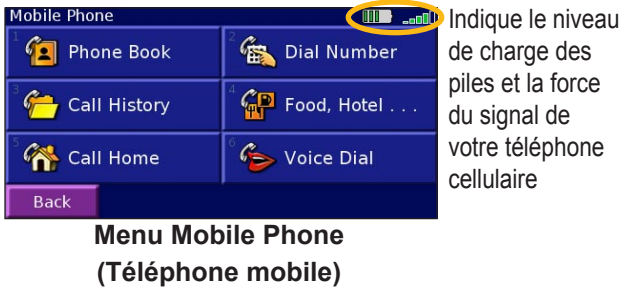 Mobile Phone
1 Phone Book
2 Dial Number
3 Call History
4 Food, Hotel . . .
5 Call Home
6 Voice Dial
Back
Indique le niveau
de charge des
piles et la force
du signal de
votre téléphone
cellulaire
Menu Mobile Phone
(Téléphone mobile)